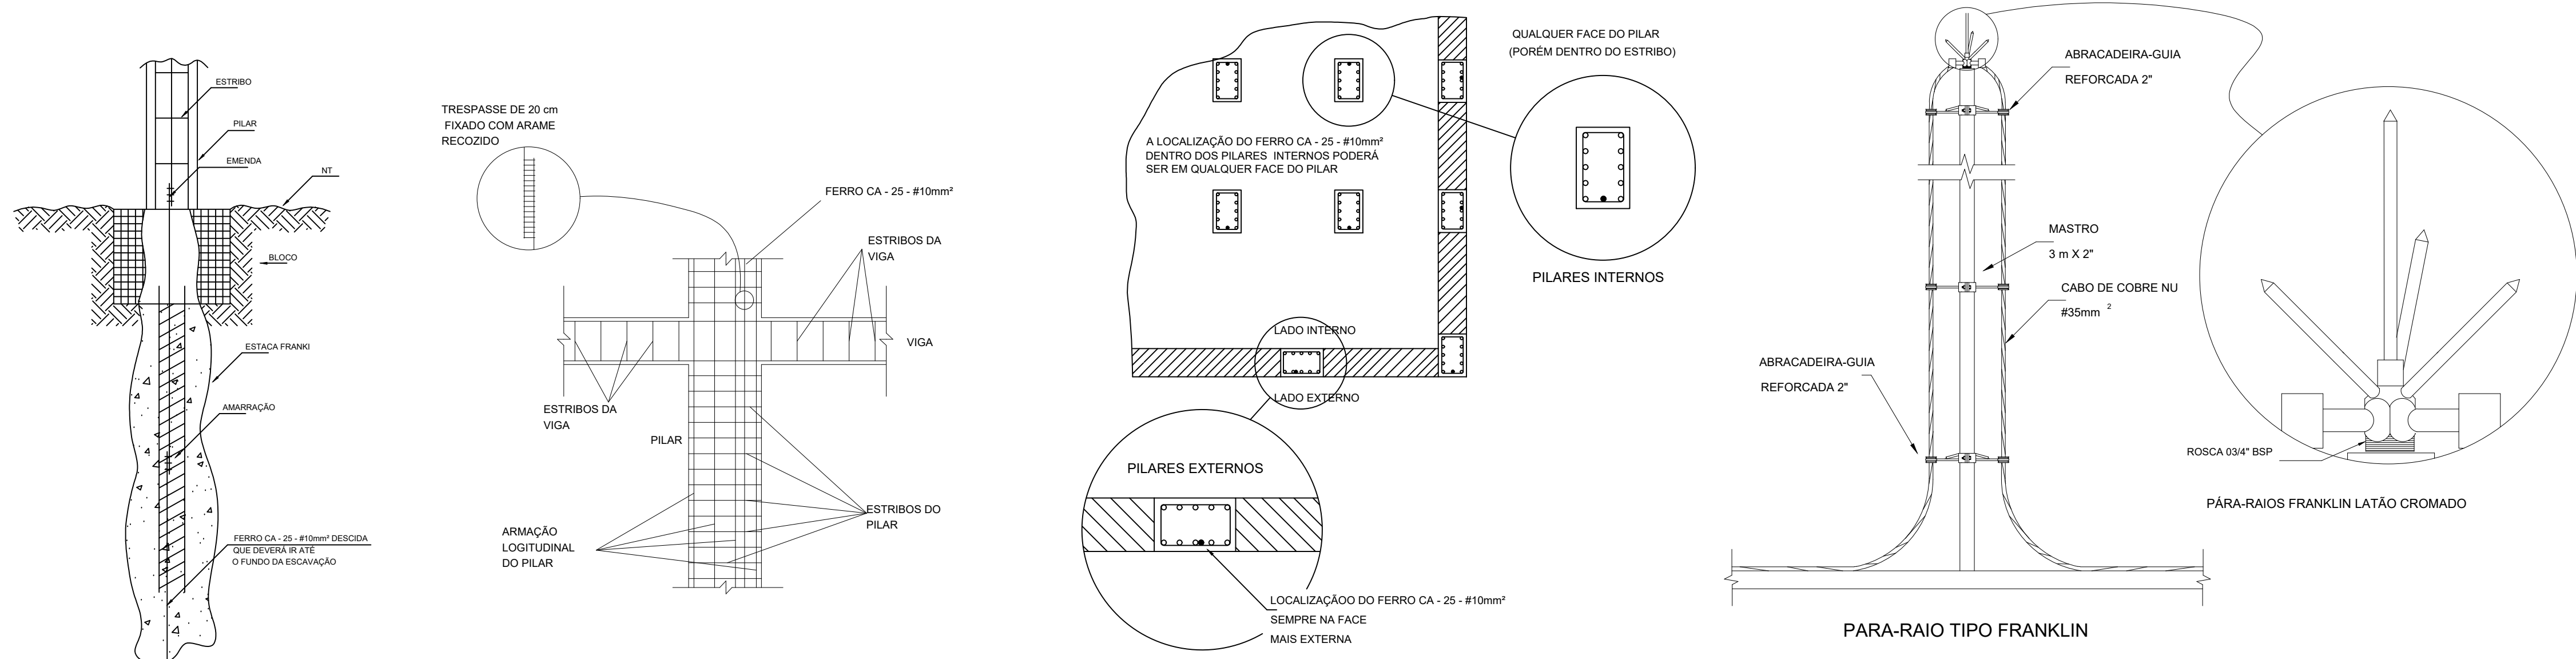 ESTRIBO
PILAR
EMENDA
NT
BLOCO
ESTACA FRANKI
AMARRAÇÃO
FERRO CA - 25 - #10mm² DESCIDA
QUE DEVERÁ IR ATÉ
O FUNDO DA ESCAVAÇÃO
TRESPASSE DE 20 cm
FIXADO COM ARAME
RECOZIDO
FERRO CA - 25 - #10mm²
ESTRIBOS DA
VIGA
VIGA
ESTRIBOS DA
VIGA
PILAR
ESTRIBOS DO
PILAR
ARMAÇÃO
LOGITUDINAL
DO PILAR
QUALQUER FACE DO PILAR
(PORÉM DENTRO DO ESTRIBO)
A LOCALIZAÇÃO DO FERRO CA - 25 - #10mm²
DENTRO DOS PILARES INTERNOS PODERÁ
SER EM QUALQUER FACE DO PILAR
PILARES INTERNOS
LADO INTERNO
LADO EXTERNO
PILARES EXTERNOS
LOCALIZAÇÃOO DO FERRO CA - 25 - #10mm²
SEMPRE NA FACE
MAIS EXTERNA
ABRACADEIRA-GUIA
REFORCADA 2"
MASTRO
3 m X 2"
CABO DE COBRE NU
#35mm ²
ABRACADEIRA-GUIA
REFORCADA 2"
ROSCA 03/4" BSP
PÁRA-RAIOS FRANKLIN LATÃO CROMADO
PARA-RAIO TIPO FRANKLIN